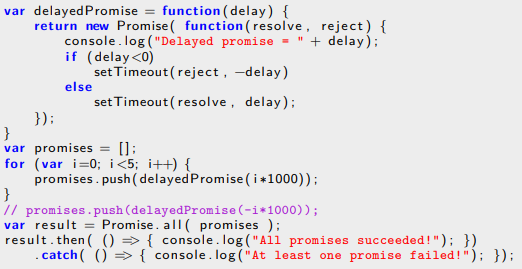 var delayedPromise = function(delay) {
return new Promise( function(resolve, reject) {
console.log("Delayed promise = " + delay);
if (delay<0)
setTimeout(reject, −delay)
else
setTimeout(resolve, delay);
});
}
var promises = [];
for (var i=0; i<5; i++) {
promises.push(delayedPromise(i*1000));
}
// promises.push(delayedPromise(-i*1000));
var result = Promise.all( promises );
result.then( () => { console.log("All promises succeeded!"); })
.catch( () => { console.log("At least one promise failed!"); });